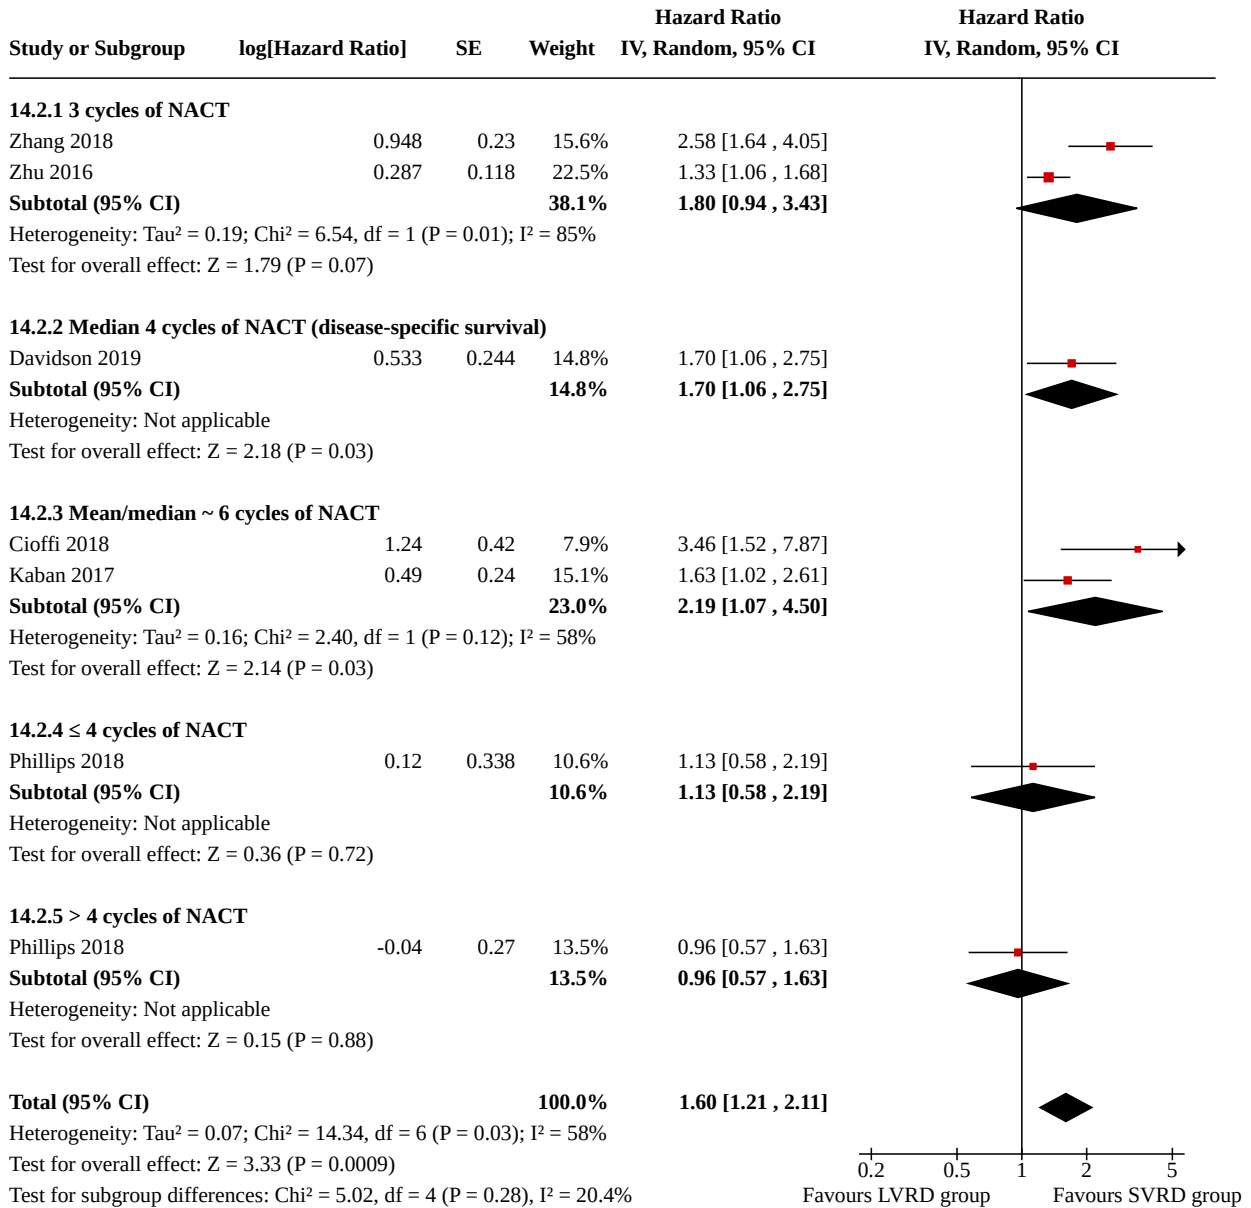 Hazard Ratio Hazard Ratio
Study or Subgroup log[Hazard Ratio] SE Weight IV, Random, 95% CI IV, Random, 95% CI
14.2.1 3 cycles of NACT
Zhang 2018 0.948 0.23 15.6% 2.58 [1.64 , 4.05]
Zhu 2016 0.287 0.118 22.5% 1.33 [1.06 , 1.68]
Subtotal (95% CI) 38.1% 1.80 [0.94 , 3.43]
Heterogeneity: Tau² = 0.19; Chi² = 6.54, df = 1 (P = 0.01); I² = 85%
Test for overall effect: Z = 1.79 (P = 0.07)
14.2.2 Median 4 cycles of NACT (disease-specific survival)
Davidson 2019 0.533 0.244 14.8% 1.70 [1.06 , 2.75]
Subtotal (95% CI) 14.8% 1.70 [1.06 , 2.75]
Heterogeneity: Not applicable
Test for overall effect: Z = 2.18 (P = 0.03)
14.2.3 Mean/median ~ 6 cycles of NACT
Cioffi 2018 1.24 0.42 7.9% 3.46 [1.52 , 7.87]
Kaban 2017 0.49 0.24 15.1% 1.63 [1.02 , 2.61]
Subtotal (95% CI) 23.0% 2.19 [1.07 , 4.50]
Heterogeneity: Tau² = 0.16; Chi² = 2.40, df = 1 (P = 0.12); I² = 58%
Test for overall effect: Z = 2.14 (P = 0.03)
14.2.4 ≤ 4 cycles of NACT
Phillips 2018 0.12 0.338 10.6% 1.13 [0.58 , 2.19]
Subtotal (95% CI) 10.6% 1.13 [0.58 , 2.19]
Heterogeneity: Not applicable
Test for overall effect: Z = 0.36 (P = 0.72)
14.2.5 > 4 cycles of NACT
Phillips 2018 -0.04 0.27 13.5% 0.96 [0.57 , 1.63]
Subtotal (95% CI) 13.5% 0.96 [0.57 , 1.63]
Heterogeneity: Not applicable
Test for overall effect: Z = 0.15 (P = 0.88)
Total (95% CI) 100.0% 1.60 [1.21 , 2.11]
Heterogeneity: Tau² = 0.07; Chi² = 14.34, df = 6 (P = 0.03); I² = 58%
Test for overall effect: Z = 3.33 (P = 0.0009)
0.2 0.5 1 2 5
Test for subgroup differences: Chi² = 5.02, df = 4 (P = 0.28), I² = 20.4%
Favours LVRD group Favours SVRD group